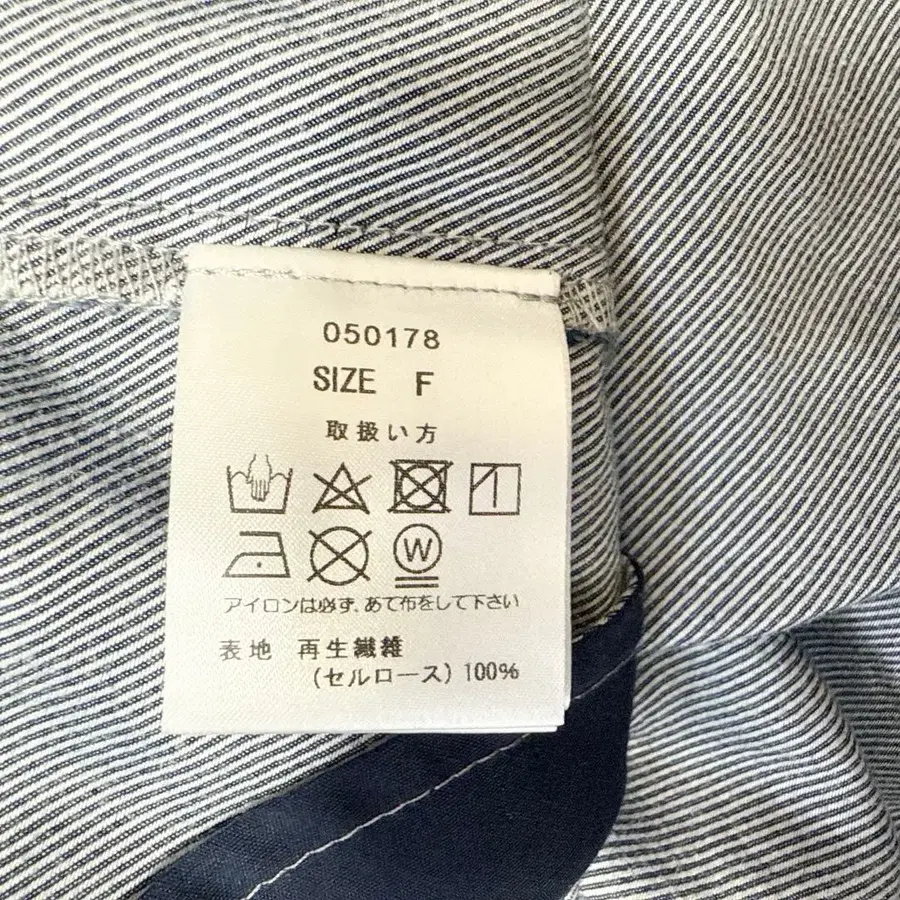 050178
SIZE F
取扱い方
W
アイロンは必ず、あて布をして下さい
表地 再生繊維
(セルロース) 100%